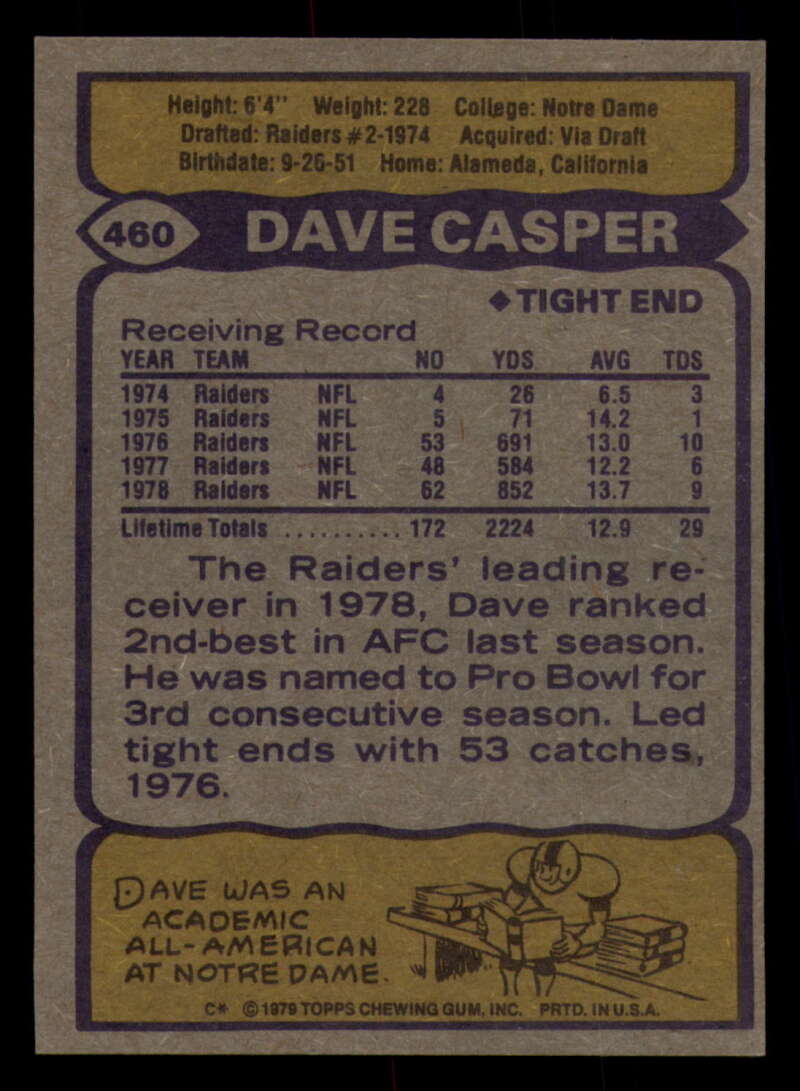 Height: 6'4" Weight: 228 College: Notre Dame
Drafted: Raiders #2-1974 Acquired: Via Draft
Birthdate: 9-26-51 Home: Alameda, California
460 DAVE CASPER
◆TIGHT END
Receiving Record
YEAR TEAM NO YDS AVG TDS
1974 Raiders NFL 4 26 6.5 3
1975 Raiders NFL 5 71 14.2 1
1976 Raiders NFL 53 691 13.0 10
1977 Raiders NFL 48 584 12.2 6
1978 Raiders NFL 62 852 13.7 9
Lifetime Totals .......... 172 2224 12.9 29
The Raiders' leading re-
ceiver in 1978, Dave ranked
2nd-best in AFC last season.
He was named to Pro Bowl for
3rd consecutive season. Led
tight ends with 53 catches,
1976.
DAVE WAS AN
ACADEMIC
ALL-AMERICAN
AT NOTRE DAME.
C* ©1979 TOPPS CHEWING GUM, INC. PRTD. IN U.S.A.